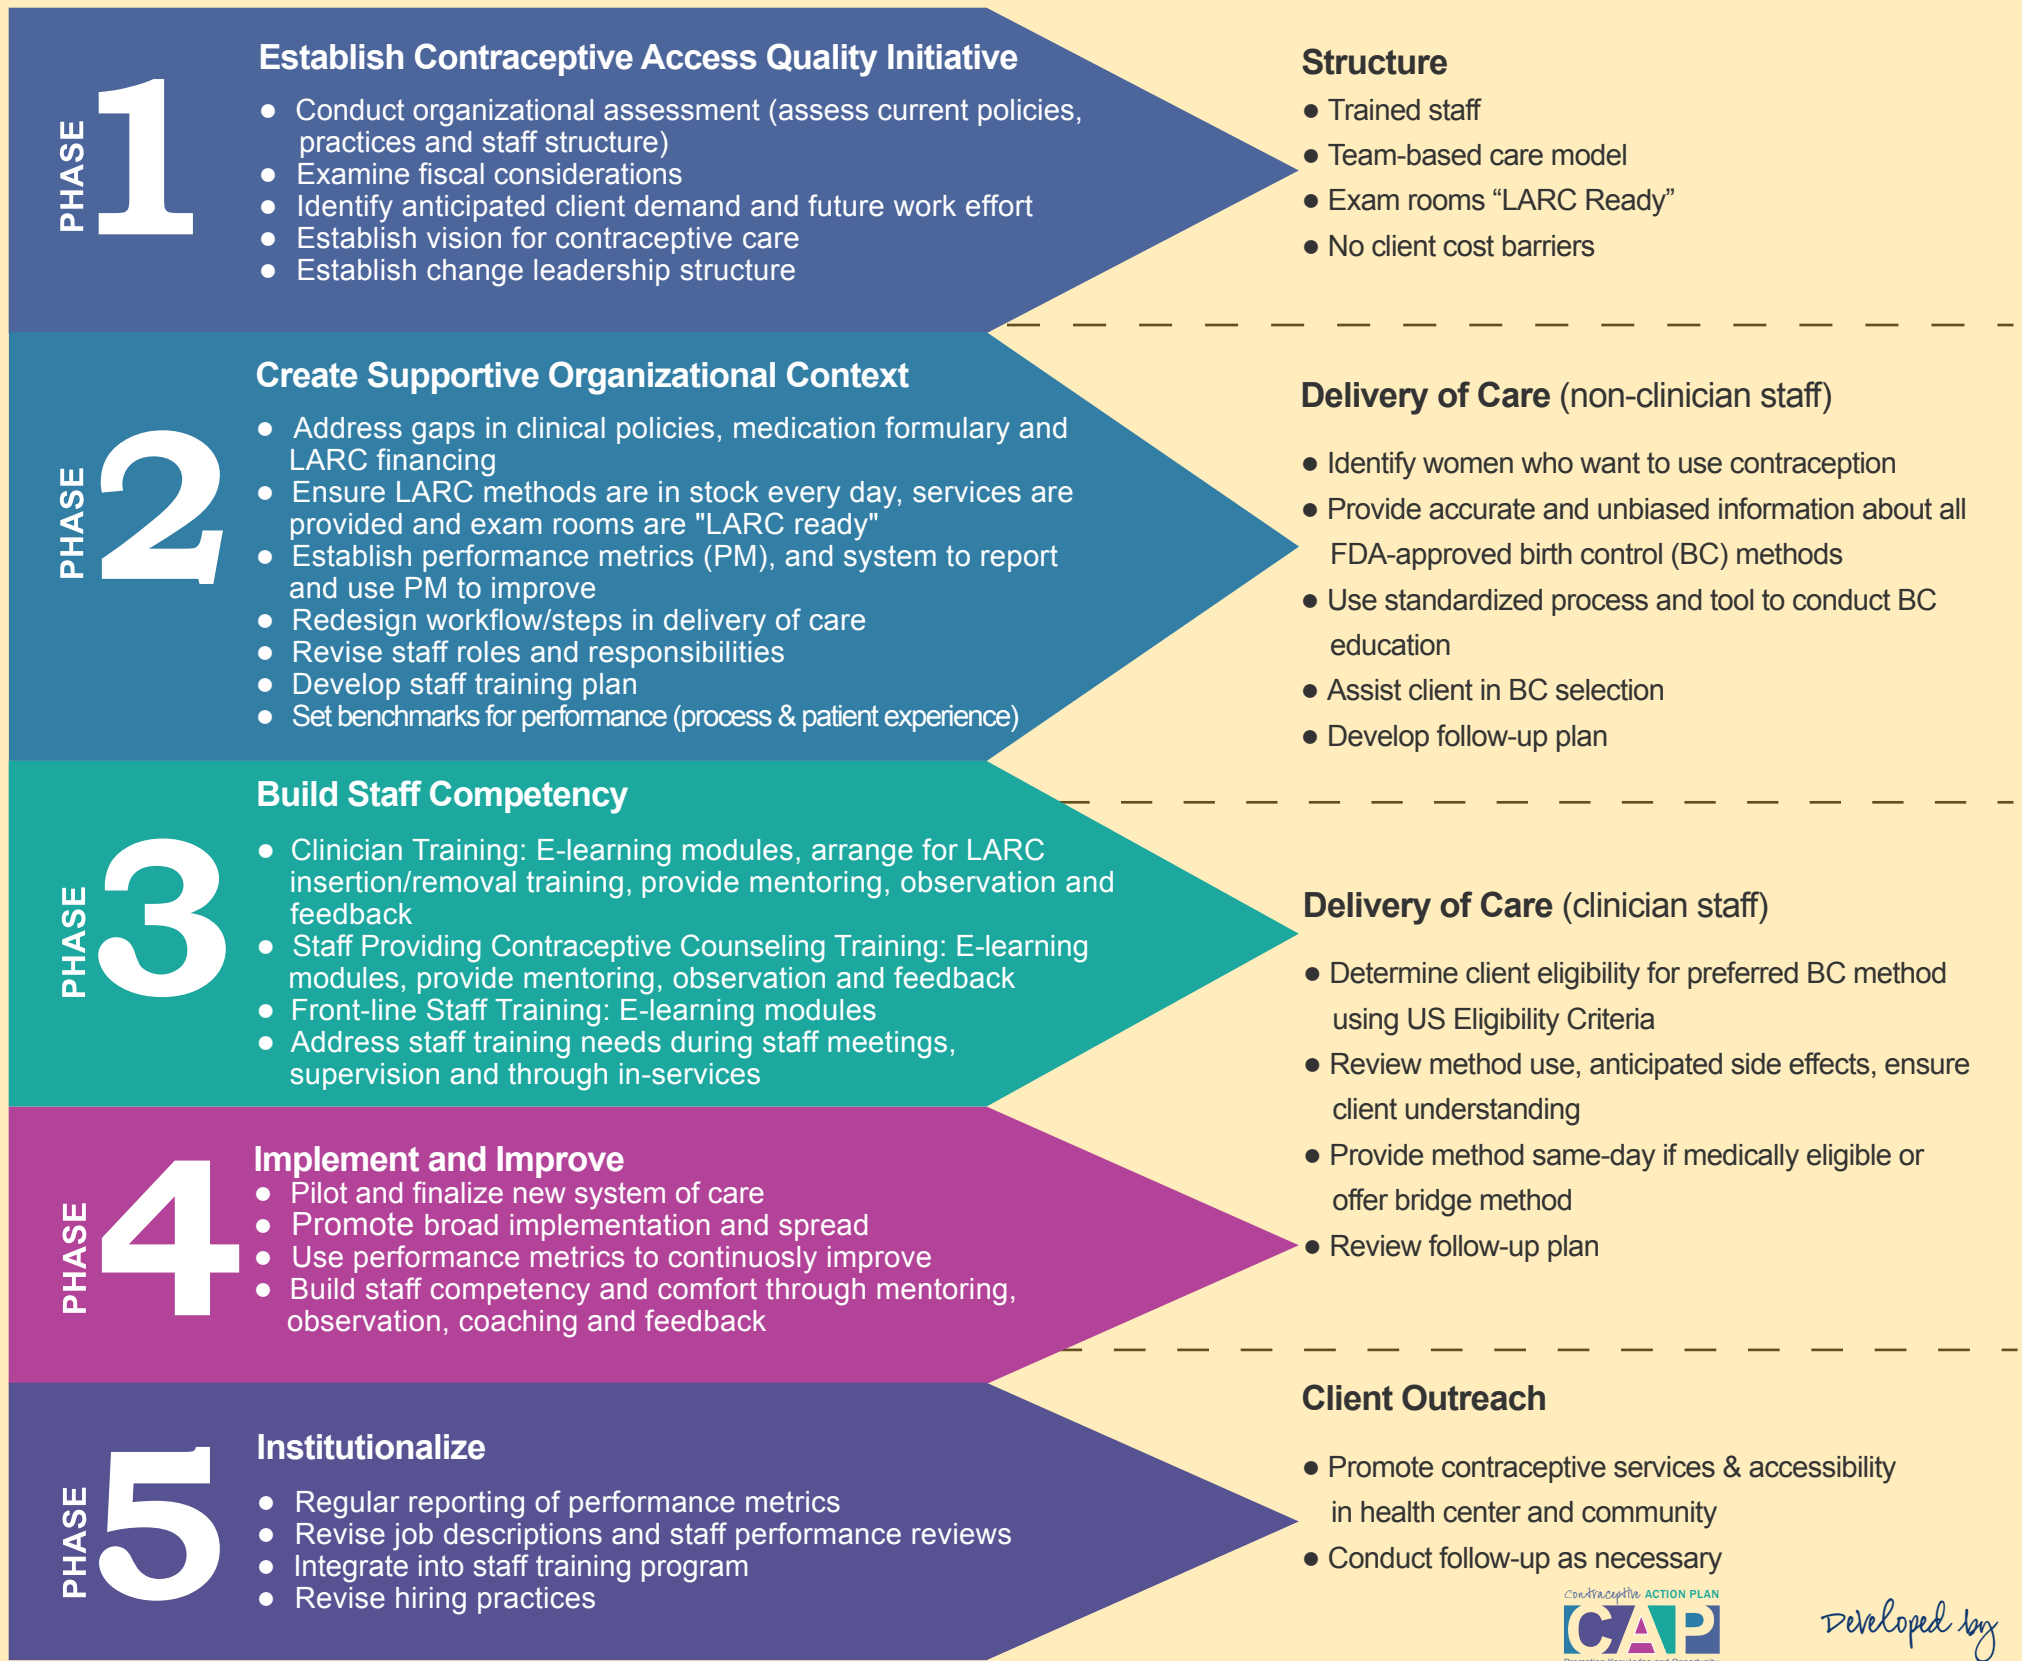 PHASE 1
Establish Contraceptive Access Quality Initiative
● Conduct organizational assessment (assess current policies,
practices and staff structure)
● Examine fiscal considerations
● Identify anticipated client demand and future work effort
● Establish vision for contraceptive care
● Establish change leadership structure
PHASE 2
Create Supportive Organizational Context
● Address gaps in clinical policies, medication formulary and
LARC financing
● Ensure LARC methods are in stock every day, services are
provided and exam rooms are "LARC ready"
● Establish performance metrics (PM), and system to report
and use PM to improve
● Redesign workflow/steps in delivery of care
● Revise staff roles and responsibilities
● Develop staff training plan
● Set benchmarks for performance (process & patient experience)
PHASE 3
Build Staff Competency
● Clinician Training: E-learning modules, arrange for LARC
insertion/removal training, provide mentoring, observation and
feedback
● Staff Providing Contraceptive Counseling Training: E-learning
modules, provide mentoring, observation and feedback
● Front-line Staff Training: E-learning modules
● Address staff training needs during staff meetings,
supervision and through in-services
PHASE 4
Implement and Improve
● Pilot and finalize new system of care
● Promote broad implementation and spread
● Use performance metrics to continuosly improve
● Build staff competency and comfort through mentoring,
observation, coaching and feedback
PHASE 5
Institutionalize
● Regular reporting of performance metrics
● Revise job descriptions and staff performance reviews
● Integrate into staff training program
● Revise hiring practices
Structure
● Trained staff
● Team-based care model
● Exam rooms “LARC Ready”
● No client cost barriers
Delivery of Care (non-clinician staff)
● Identify women who want to use contraception
● Provide accurate and unbiased information about all
FDA-approved birth control (BC) methods
● Use standardized process and tool to conduct BC
education
● Assist client in BC selection
● Develop follow-up plan
Delivery of Care (clinician staff)
● Determine client eligibility for preferred BC method
using US Eligibility Criteria
● Review method use, anticipated side effects, ensure
client understanding
● Provide method same-day if medically eligible or
offer bridge method
● Review follow-up plan
Client Outreach
● Promote contraceptive services & accessibility
in health center and community
● Conduct follow-up as necessary
Contraceptive ACTION PLAN
CAP
Developed by